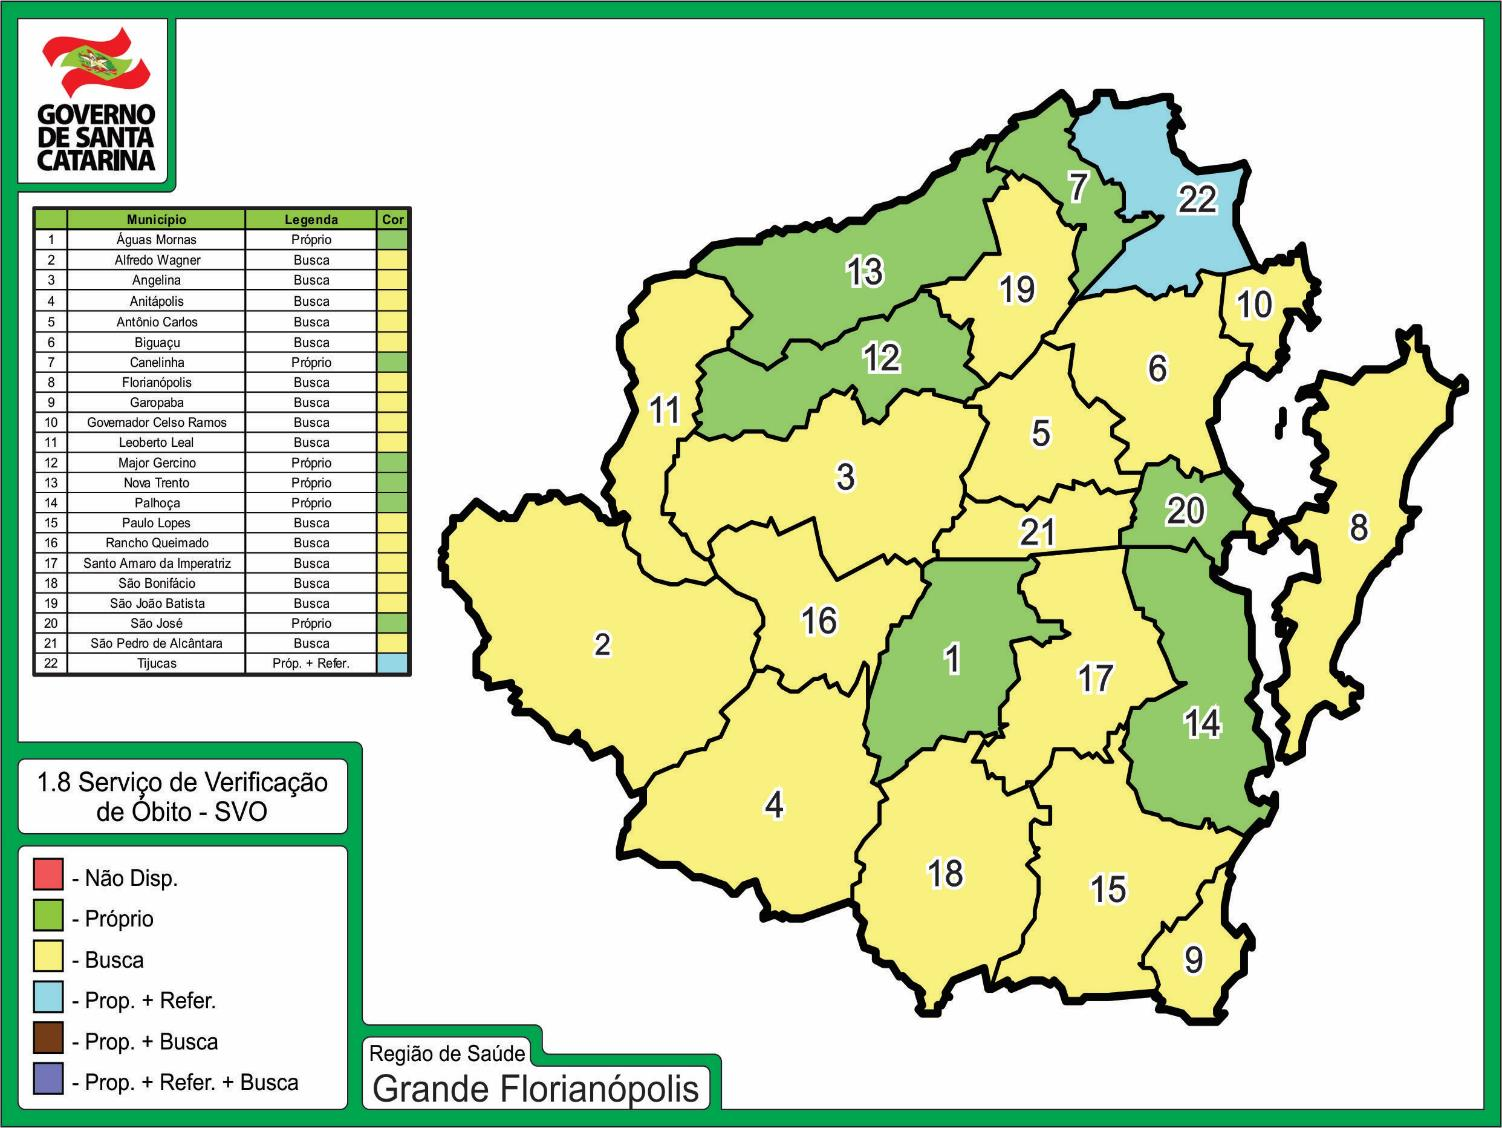 GOVERNO
DE SANTA
CATARINA
Município Legenda Cor
1 Águas Mornas Próprio
2 Alfredo Wagner Busca
3 Angelina Busca
4 Anitápolis Busca
5 Antônio Carlos Busca
6 Biguaçu Busca
7 Canelinha Próprio
8 Florianópolis Busca
9 Garopaba Busca
10 Governador Celso Ramos Busca
11 Leoberto Leal Busca
12 Major Gercino Próprio
13 Nova Trento Próprio
14 Palhoça Próprio
15 Paulo Lopes Busca
16 Rancho Queimado Busca
17 Santo Amaro da Imperatriz Busca
18 São Bonifácio Busca
19 São João Batista Busca
20 São José Próprio
21 São Pedro de Alcântara Busca
22 Tijucas Próp. + Refer.
7
22
13
19
10
12
6
11
5
3
20
21
8
16
2
1
17
14
4
18
15
9
1.8 Serviço de Verificação
de Óbito - SVO
- Não Disp.
- Próprio
- Busca
- Prop. + Refer.
- Prop. + Busca
- Prop. + Refer. + Busca
Região de Saúde
Grande Florianópolis